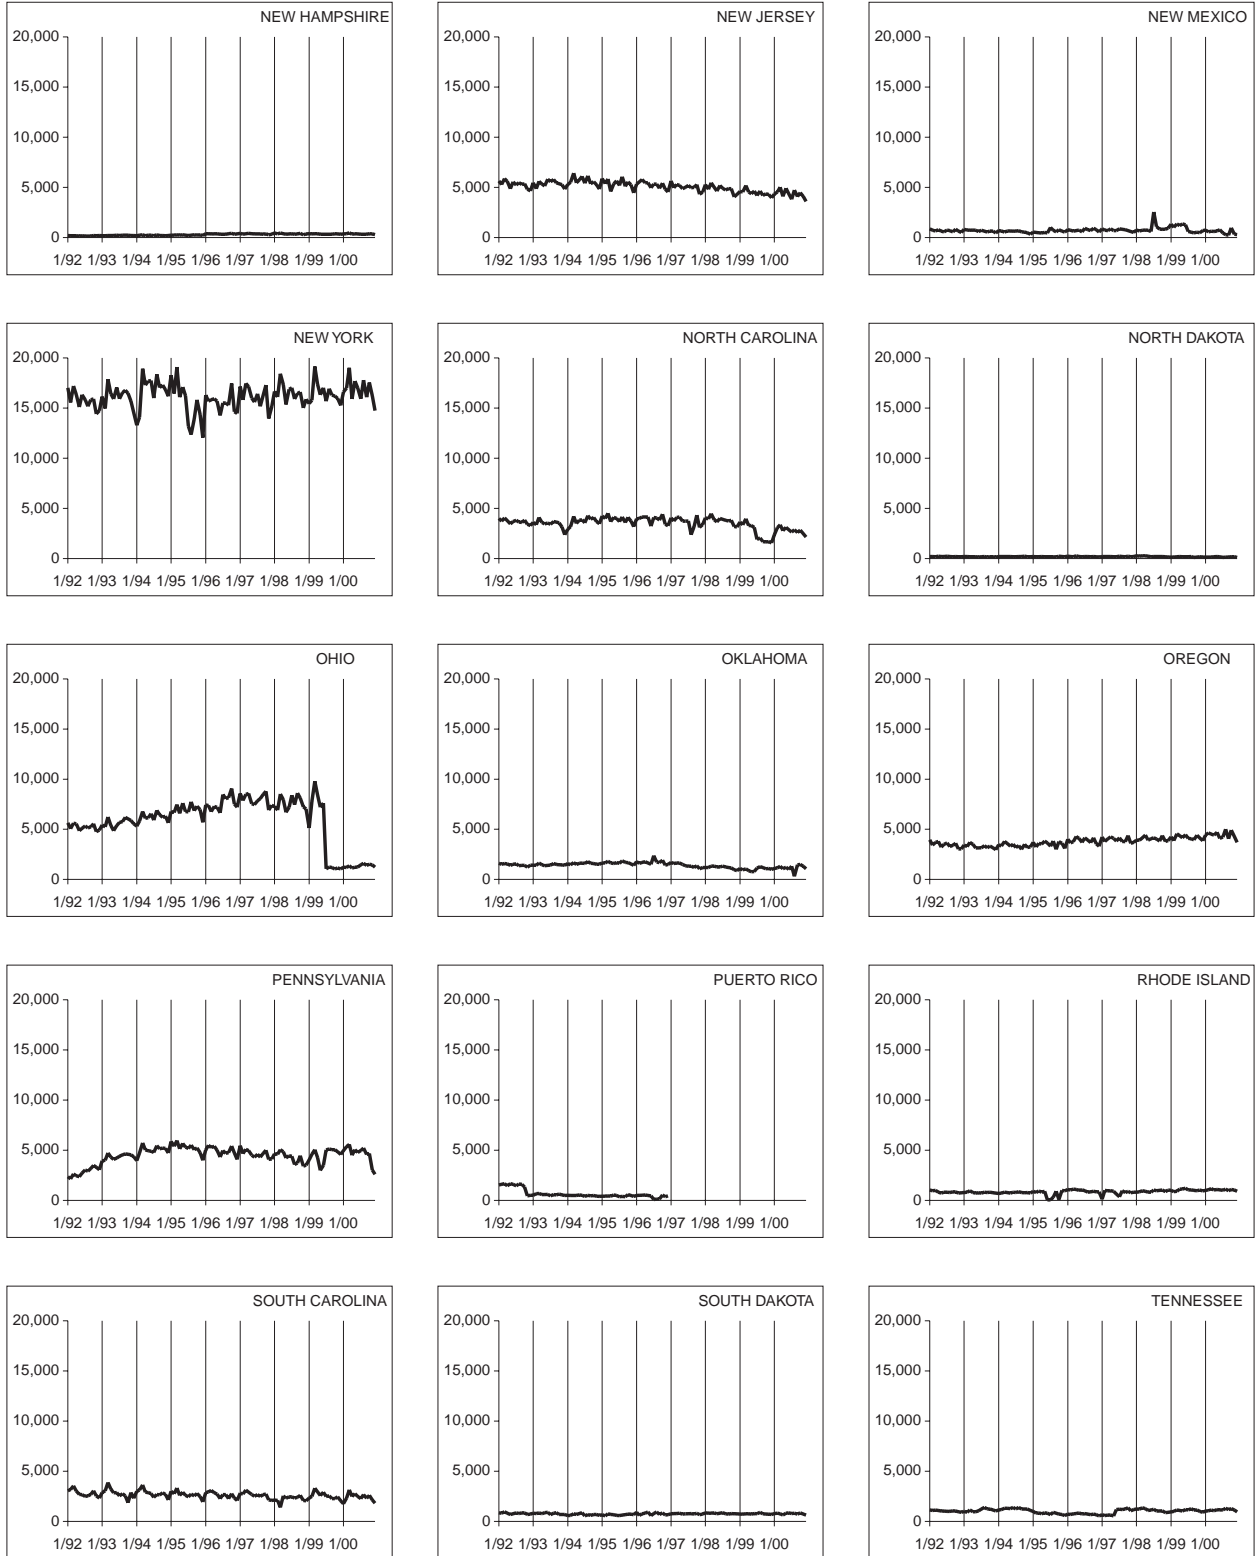 NEW HAMPSHIRE
20,000
15,000
10,000
5,000
0
1/92 1/93 1/94 1/95 1/96 1/97 1/98 1/99 1/00
NEW JERSEY
20,000
15,000
10,000
5,000
0
1/92 1/93 1/94 1/95 1/96 1/97 1/98 1/99 1/00
NEW MEXICO
20,000
15,000
10,000
5,000
0
1/92 1/93 1/94 1/95 1/96 1/97 1/98 1/99 1/00
NEW YORK
20,000
15,000
10,000
5,000
0
1/92 1/93 1/94 1/95 1/96 1/97 1/98 1/99 1/00
NORTH CAROLINA
20,000
15,000
10,000
5,000
0
1/92 1/93 1/94 1/95 1/96 1/97 1/98 1/99 1/00
NORTH DAKOTA
20,000
15,000
10,000
5,000
0
1/92 1/93 1/94 1/95 1/96 1/97 1/98 1/99 1/00
OHIO
20,000
15,000
10,000
5,000
0
1/92 1/93 1/94 1/95 1/96 1/97 1/98 1/99 1/00
OKLAHOMA
20,000
15,000
10,000
5,000
0
1/92 1/93 1/94 1/95 1/96 1/97 1/98 1/99 1/00
OREGON
20,000
15,000
10,000
5,000
0
1/92 1/93 1/94 1/95 1/96 1/97 1/98 1/99 1/00
PENNSYLVANIA
20,000
15,000
10,000
5,000
0
1/92 1/93 1/94 1/95 1/96 1/97 1/98 1/99 1/00
PUERTO RICO
20,000
15,000
10,000
5,000
0
1/92 1/93 1/94 1/95 1/96 1/97 1/98 1/99 1/00
RHODE ISLAND
20,000
15,000
10,000
5,000
0
1/92 1/93 1/94 1/95 1/96 1/97 1/98 1/99 1/00
SOUTH CAROLINA
20,000
15,000
10,000
5,000
0
1/92 1/93 1/94 1/95 1/96 1/97 1/98 1/99 1/00
SOUTH DAKOTA
20,000
15,000
10,000
5,000
0
1/92 1/93 1/94 1/95 1/96 1/97 1/98 1/99 1/00
TENNESSEE
20,000
15,000
10,000
5,000
0
1/92 1/93 1/94 1/95 1/96 1/97 1/98 1/99 1/00